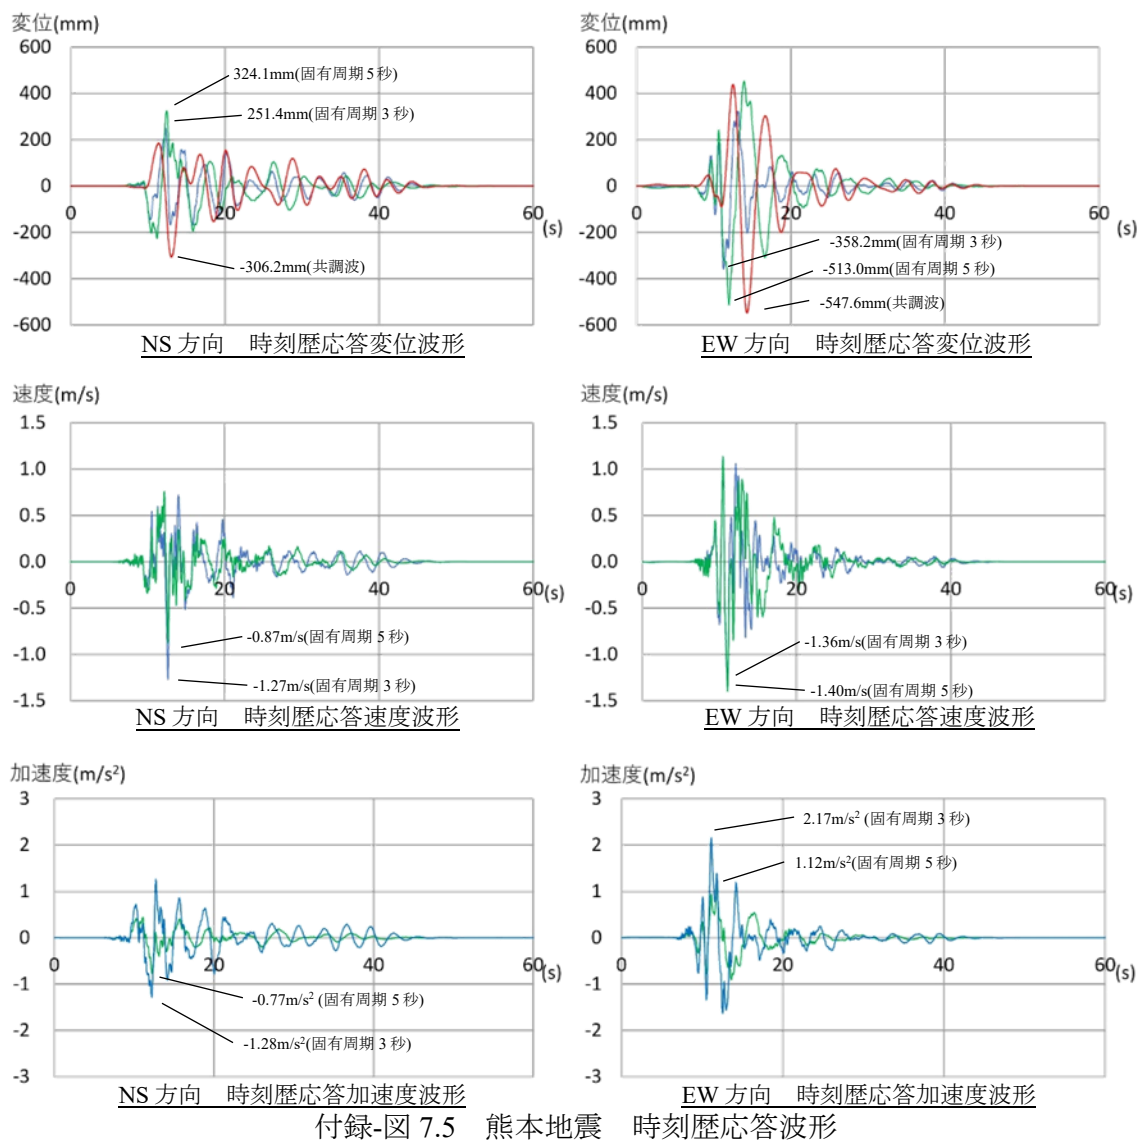 変位(mm)
600
400
200
0
-200
-400
-600
0
20
40
60
(s)
324.1mm(固有周期5秒)
251.4mm(固有周期 3 秒)
-306.2mm(共調波)
NS 方向　時刻歴応答変位波形
変位(mm)
600
400
200
0
-200
-400
-600
0
20
40
60
(s)
-358.2mm(固有周期 3 秒)
-513.0mm(固有周期 5 秒)
-547.6mm(共調波)
EW 方向　時刻歴応答変位波形
速度(m/s)
1.5
1.0
0.5
0.0
-0.5
-1.0
-1.5
0
20
40
60
(s)
-0.87m/s(固有周期 5 秒)
-1.27m/s(固有周期 3 秒)
NS 方向　時刻歴応答速度波形
速度(m/s)
1.5
1.0
0.5
0.0
-0.5
-1.0
-1.5
0
20
40
60
(s)
-1.36m/s(固有周期 3 秒)
-1.40m/s(固有周期 5 秒)
EW 方向　時刻歴応答速度波形
加速度(m/s²)
3
2
1
0
-1
-2
-3
0
20
40
60
(s)
-0.77m/s² (固有周期 5 秒)
-1.28m/s²(固有周期 3 秒)
NS 方向　時刻歴応答加速度波形
加速度(m/s²)
3
2
1
0
-1
-2
-3
0
20
40
60
(s)
2.17m/s² (固有周期 3 秒)
1.12m/s²(固有周期 5 秒)
EW 方向　時刻歴応答加速度波形
付録-図 7.5　熊本地震　時刻歴応答波形